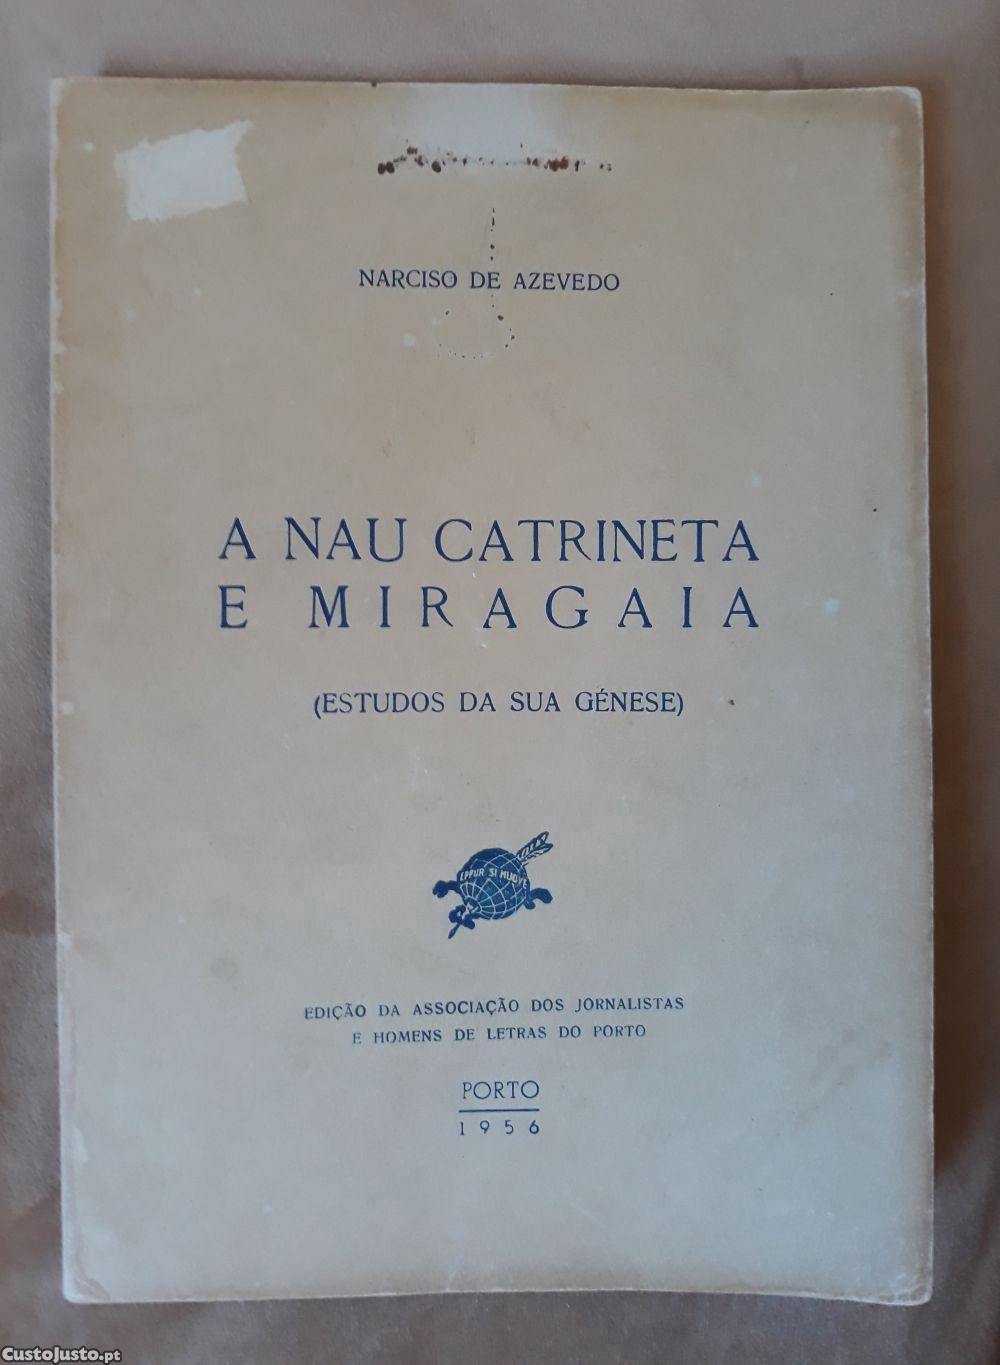 NARCISO DE AZEVEDO
A NAU CATRINETA
E MIRAGAIA
(ESTUDOS DA SUA GÉNESE)
EPPUR SI MUOVE
EDIÇÃO DA ASSOCIAÇÃO DOS JORNALISTAS
E HOMENS DE LETRAS DO PORTO
PORTO
1956
CustoJusto.pt